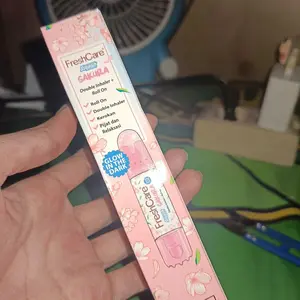 FreshCare
SAKURA
Double Inhaler +
Roll On
Roll On
Double Inhaler
Kerokan
Pijat dan
Relaksasi
GLOW
IN THE
DARK
FreshCare